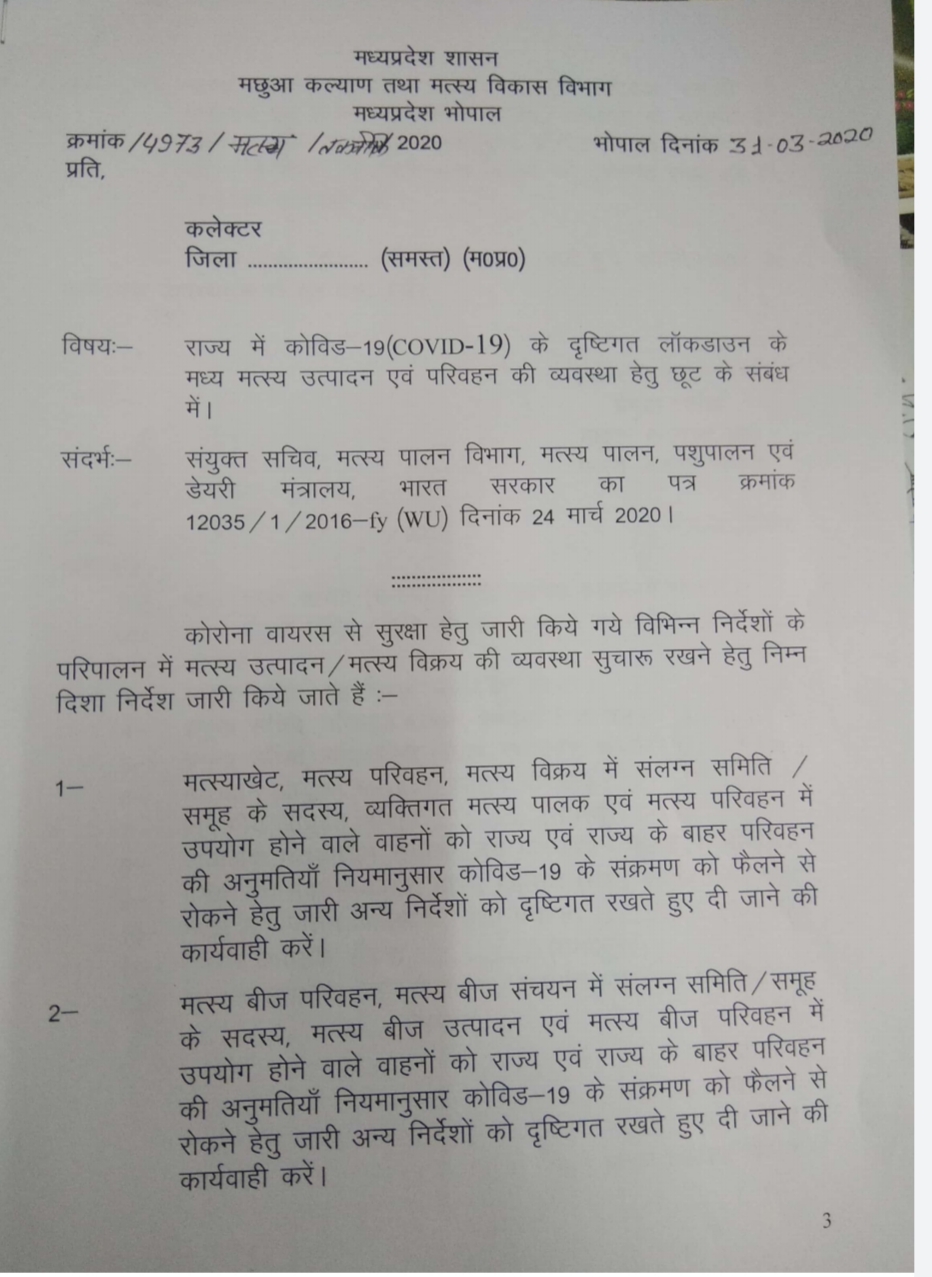 मध्यप्रदेश शासन
मछुआ कल्याण तथा मत्स्य विकास विभाग
मध्यप्रदेश भोपाल
क्रमांक /4973 / मत्स्य / 2020 भोपाल दिनांक 31-03-2020
प्रति,
कलेक्टर
जिला ........................ (समस्त) (म0प्र0)
विषयः– राज्य में कोविड–19(COVID-19) के दृष्टिगत लॉकडाउन के
मध्य मत्स्य उत्पादन एवं परिवहन की व्यवस्था हेतु छूट के संबंध
में।
संदर्भः– संयुक्त सचिव, मत्स्य पालन विभाग, मत्स्य पालन, पशुपालन एवं
डेयरी मंत्रालय, भारत सरकार का पत्र क्रमांक
12035/1/2016–fy (WU) दिनांक 24 मार्च 2020।
::::::::::::::::::
कोरोना वायरस से सुरक्षा हेतु जारी किये गये विभिन्न निर्देशों के
परिपालन में मत्स्य उत्पादन/मत्स्य विक्रय की व्यवस्था सुचारू रखने हेतु निम्न
दिशा निर्देश जारी किये जाते हैं :–
1– मत्स्याखेट, मत्स्य परिवहन, मत्स्य विक्रय में संलग्न समिति /
समूह के सदस्य, व्यक्तिगत मत्स्य पालक एवं मत्स्य परिवहन में
उपयोग होने वाले वाहनों को राज्य एवं राज्य के बाहर परिवहन
की अनुमतियाँ नियमानुसार कोविड–19 के संक्रमण को फैलने से
रोकने हेतु जारी अन्य निर्देशों को दृष्टिगत रखते हुए दी जाने की
कार्यवाही करें।
2– मत्स्य बीज परिवहन, मत्स्य बीज संचयन में संलग्न समिति/समूह
के सदस्य, मत्स्य बीज उत्पादन एवं मत्स्य बीज परिवहन में
उपयोग होने वाले वाहनों को राज्य एवं राज्य के बाहर परिवहन
की अनुमतियाँ नियमानुसार कोविड–19 के संक्रमण को फैलने से
रोकने हेतु जारी अन्य निर्देशों को दृष्टिगत रखते हुए दी जाने की
कार्यवाही करें।
3